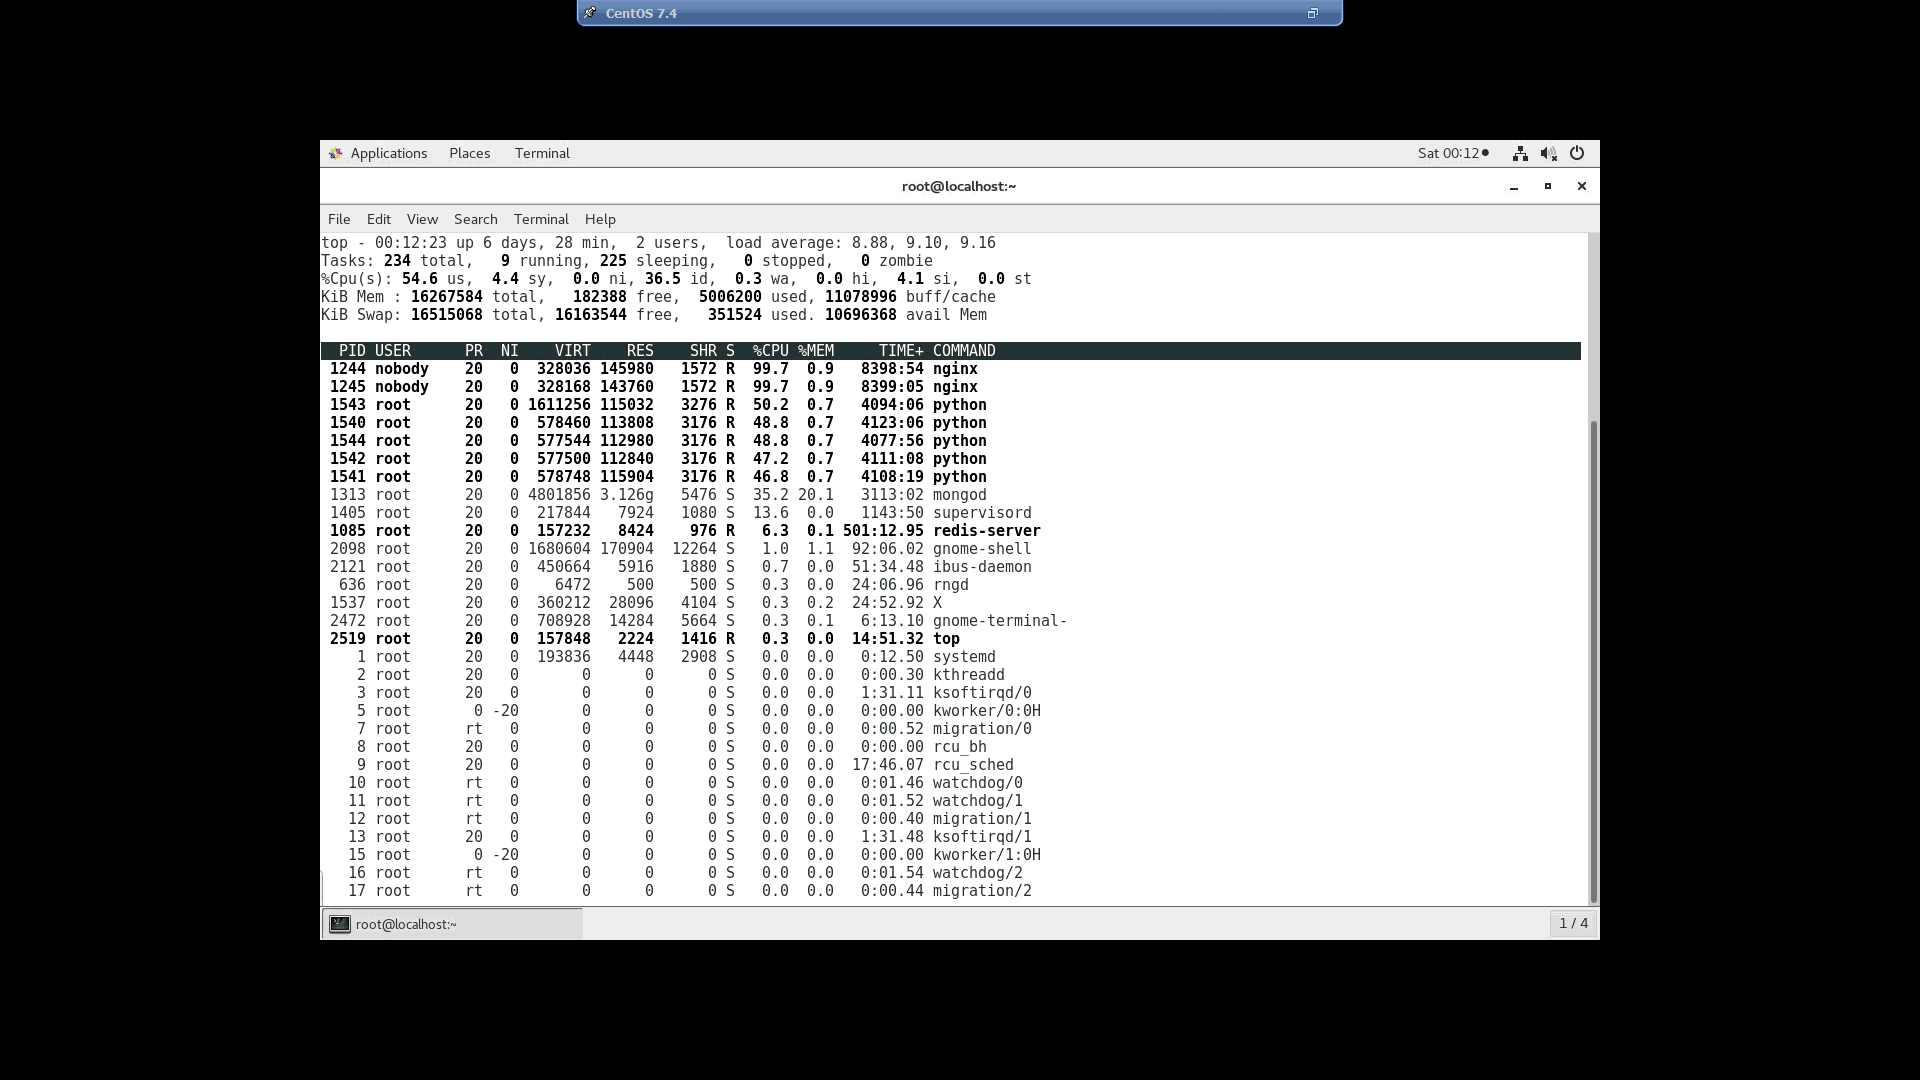 CentOS 7.4
Applications Places Terminal Sat 00:12
root@localhost:~
File Edit View Search Terminal Help
top - 00:12:23 up 6 days, 28 min,  2 users,  load average: 8.88, 9.10, 9.16
Tasks: 234 total,   9 running, 225 sleeping,   0 stopped,   0 zombie
%Cpu(s): 54.6 us,  4.4 sy,  0.0 ni, 36.5 id,  0.3 wa,  0.0 hi,  4.1 si,  0.0 st
KiB Mem : 16267584 total,   182388 free,  5006200 used, 11078996 buff/cache
KiB Swap: 16515068 total, 16163544 free,   351524 used. 10696368 avail Mem
PID USER PR NI VIRT RES SHR S %CPU %MEM TIME+ COMMAND
1244 nobody 20 0 328036 145980 1572 R 99.7 0.9 8398:54 nginx
1245 nobody 20 0 328168 143760 1572 R 99.7 0.9 8399:05 nginx
1543 root 20 0 1611256 115032 3276 R 50.2 0.7 4094:06 python
1540 root 20 0 578460 113808 3176 R 48.8 0.7 4123:06 python
1544 root 20 0 577544 112980 3176 R 48.8 0.7 4077:56 python
1542 root 20 0 577500 112840 3176 R 47.2 0.7 4111:08 python
1541 root 20 0 578748 115904 3176 R 46.8 0.7 4108:19 python
1313 root 20 0 4801856 3.126g 5476 S 35.2 20.1 3113:02 mongod
1405 root 20 0 217844 7924 1080 S 13.6 0.0 1143:50 supervisord
1085 root 20 0 157232 8424 976 R 6.3 0.1 501:12.95 redis-server
2098 root 20 0 1680604 170904 12264 S 1.0 1.1 92:06.02 gnome-shell
2121 root 20 0 450664 5916 1880 S 0.7 0.0 51:34.48 ibus-daemon
636 root 20 0 6472 500 500 S 0.3 0.0 24:06.96 rngd
1537 root 20 0 360212 28096 4104 S 0.3 0.2 24:52.92 X
2472 root 20 0 708928 14284 5664 S 0.3 0.1 6:13.10 gnome-terminal-
2519 root 20 0 157848 2224 1416 R 0.3 0.0 14:51.32 top
1 root 20 0 193836 4448 2908 S 0.0 0.0 0:12.50 systemd
2 root 20 0 0 0 0 S 0.0 0.0 0:00.30 kthreadd
3 root 20 0 0 0 0 S 0.0 0.0 1:31.11 ksoftirqd/0
5 root 0 -20 0 0 0 S 0.0 0.0 0:00.00 kworker/0:0H
7 root rt 0 0 0 0 S 0.0 0.0 0:00.52 migration/0
8 root 20 0 0 0 0 S 0.0 0.0 0:00.00 rcu_bh
9 root 20 0 0 0 0 S 0.0 0.0 17:46.07 rcu_sched
10 root rt 0 0 0 0 S 0.0 0.0 0:01.46 watchdog/0
11 root rt 0 0 0 0 S 0.0 0.0 0:01.52 watchdog/1
12 root rt 0 0 0 0 S 0.0 0.0 0:00.40 migration/1
13 root 20 0 0 0 0 S 0.0 0.0 1:31.48 ksoftirqd/1
15 root 0 -20 0 0 0 S 0.0 0.0 0:00.00 kworker/1:0H
16 root rt 0 0 0 0 S 0.0 0.0 0:01.54 watchdog/2
17 root rt 0 0 0 0 S 0.0 0.0 0:00.44 migration/2
root@localhost:~ 1 / 4